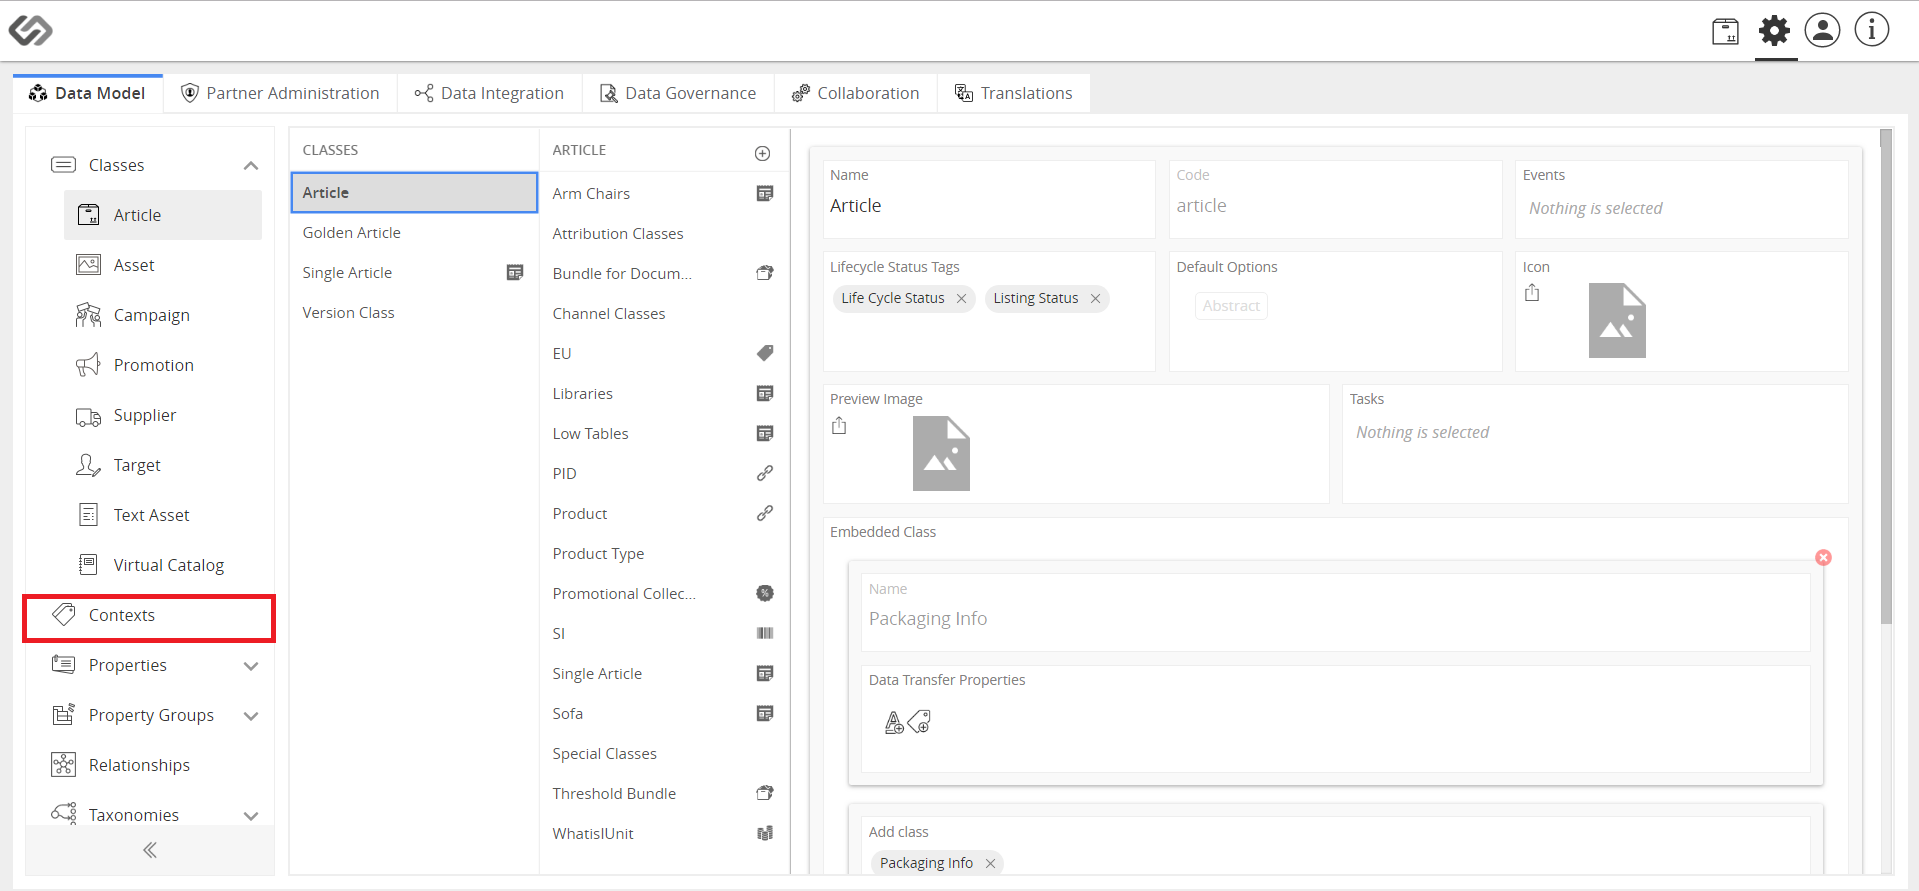 Data Model
Partner Administration
Data Integration
Data Governance
Collaboration
Translations
Classes
Article
Asset
Campaign
Promotion
Supplier
Target
Text Asset
Virtual Catalog
Contexts
Properties
Property Groups
Relationships
Taxonomies
CLASSES
Article
Golden Article
Single Article
Version Class
ARTICLE
Arm Chairs
Attribution Classes
Bundle for Docum...
Channel Classes
EU
Libraries
Low Tables
PID
Product
Product Type
Promotional Collec...
SI
Single Article
Sofa
Special Classes
Threshold Bundle
WhatisIUnit
Name
Article
Code
article
Events
Nothing is selected
Lifecycle Status Tags
Life Cycle Status
Listing Status
Default Options
Abstract
Icon
Preview Image
Tasks
Nothing is selected
Embedded Class
Name
Packaging Info
Data Transfer Properties
Add class
Packaging Info